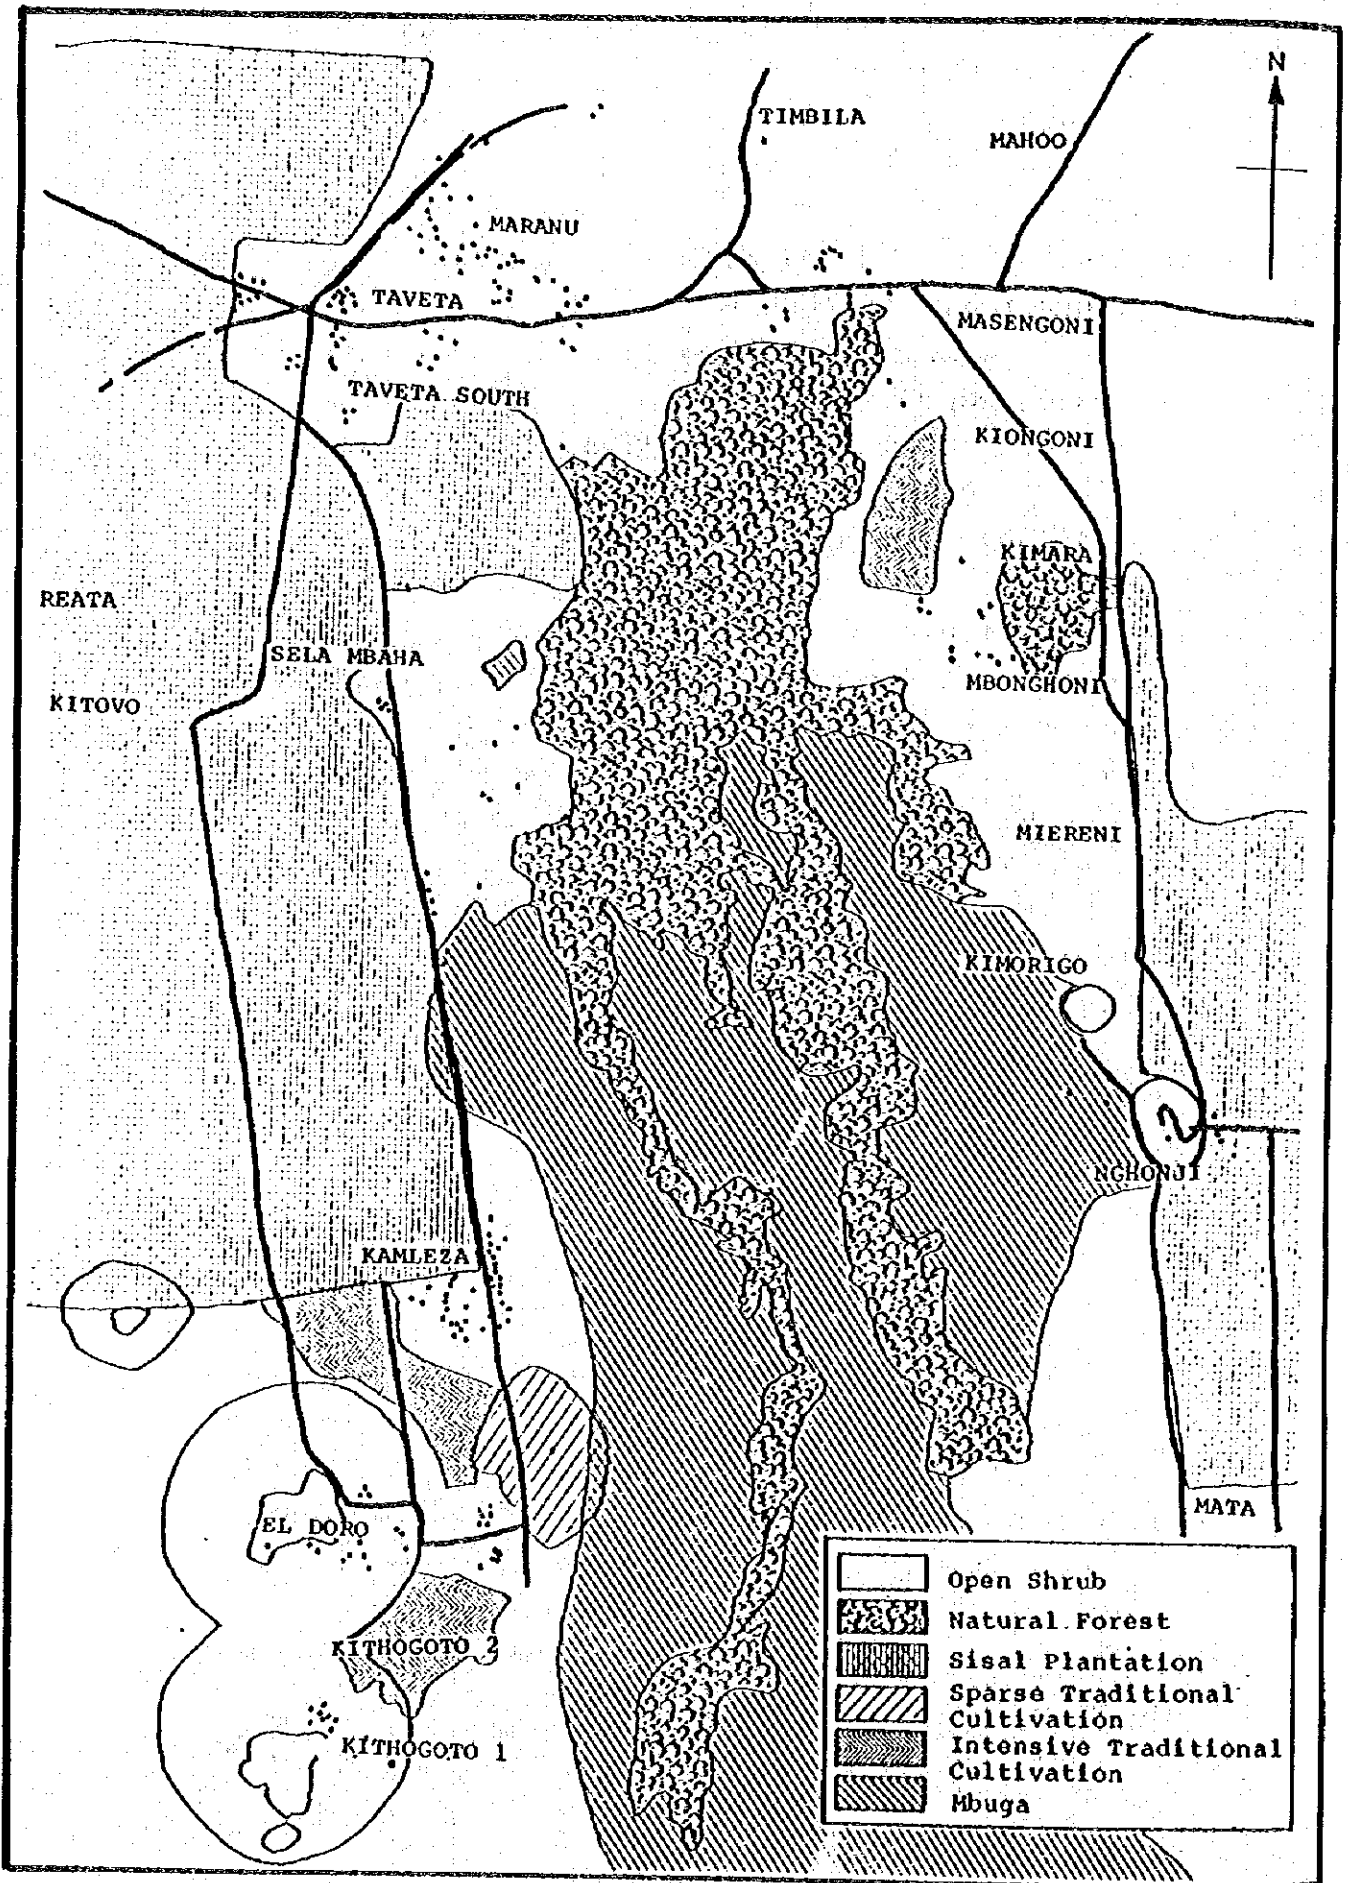 N
TIMBILA
MAHOO
MARANU
TAVETA
MASENGONI
TAVETA SOUTH
KIONGONI
KIMARA
REATA
SELA MBAHA
MBONGHONI
KITOVO
MIERENI
KIMORIGO
NGHONJI
KAMLEZA
MATA
EL DORO
KITHOGOTO 2
KITHOGOTO 1
Open Shrub
Natural Forest
Sisal Plantation
Sparse Traditional
Cultivation
Intensive Traditional
Cultivation
Mbuga